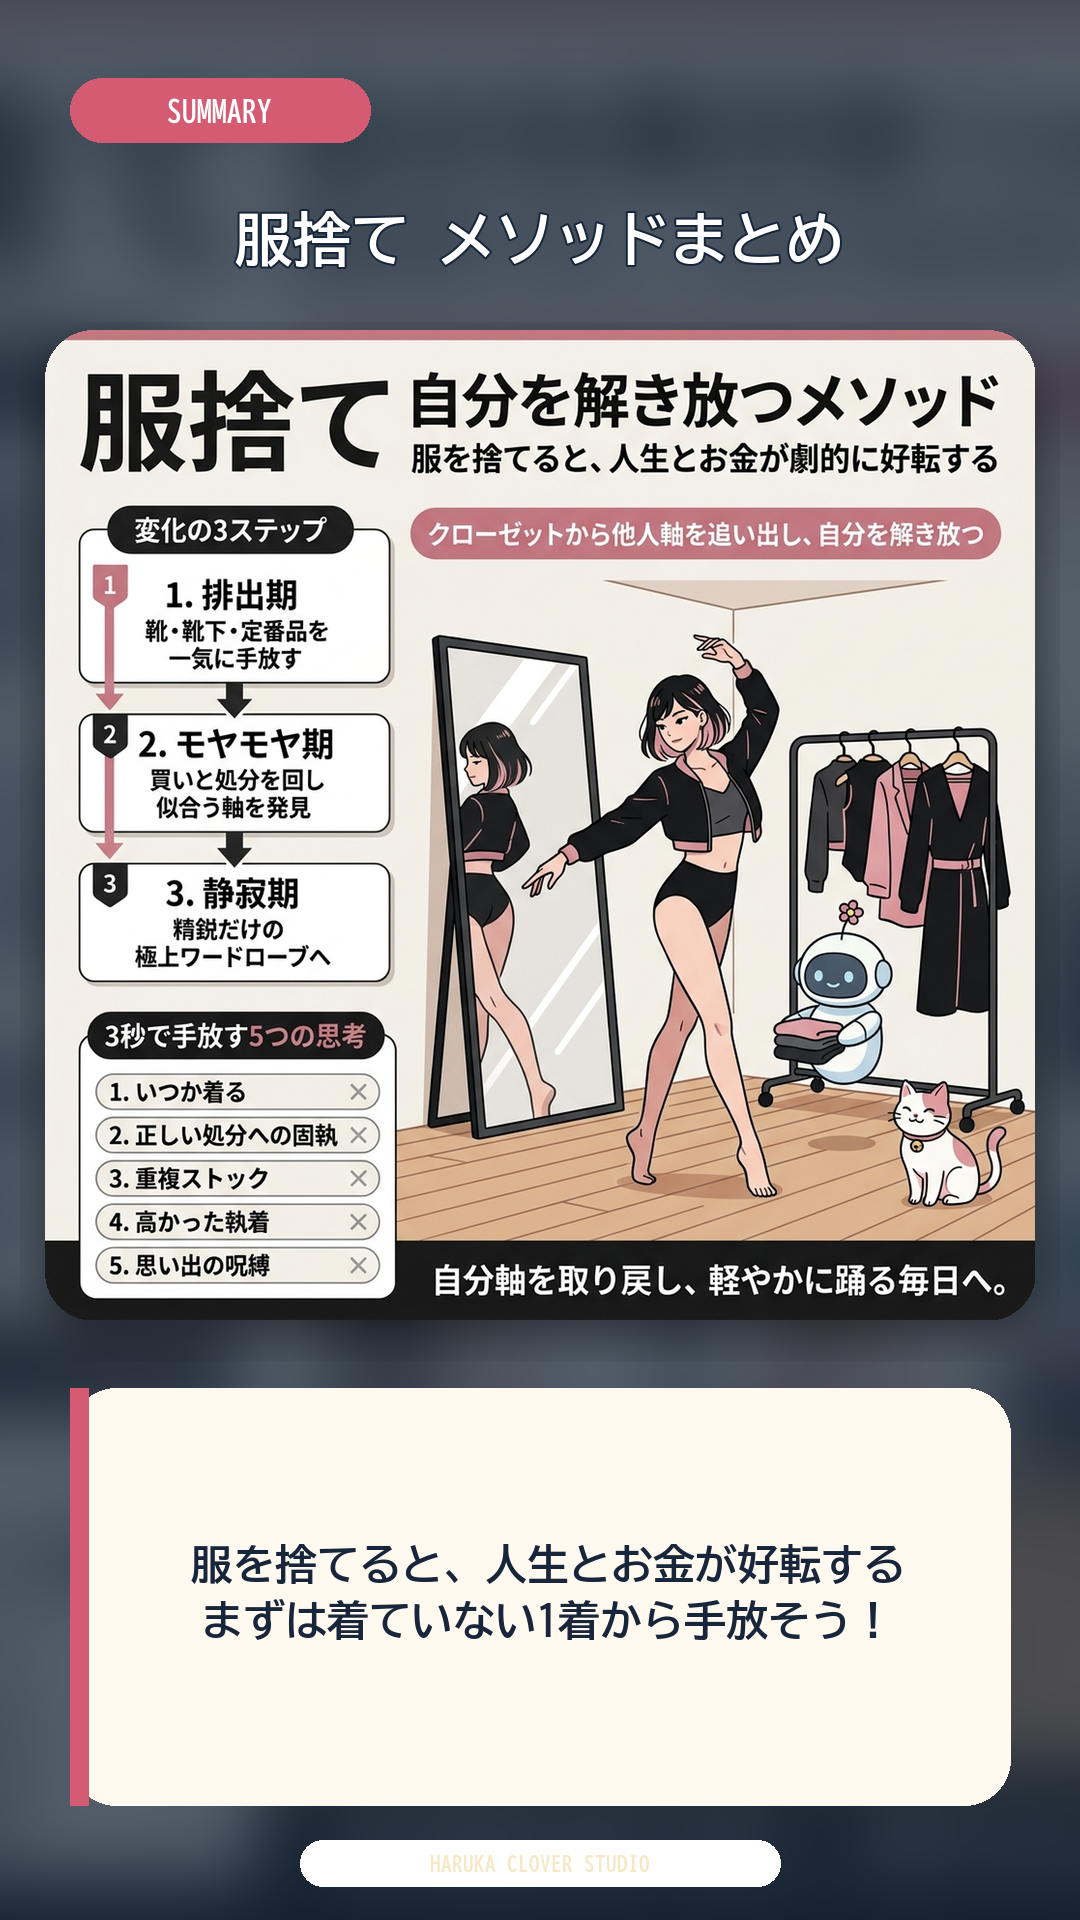 SUMMARY
服捨て メソッドまとめ
服捨て
自分を解き放つメソッド
服を捨てると、人生とお金が劇的に好転する
変化の3ステップ
1
1. 排出期
靴・靴下・定番品を
一気に手放す
2
2. モヤモヤ期
買いと処分を回し
似合う軸を発見
3
3. 静寂期
精鋭だけの
極上ワードローブへ
クローゼットから他人軸を追い出し、自分を解き放つ
3秒で手放す5つの思考
1. いつか着る ×
2. 正しい処分への固執 ×
3. 重複ストック ×
4. 高かった執着 ×
5. 思い出の呪縛 ×
自分軸を取り戻し、軽やかに踊る毎日へ。
服を捨てると、人生とお金が好転する
まずは着ていない1着から手放そう！
HARUKA CLOVER STUDIO